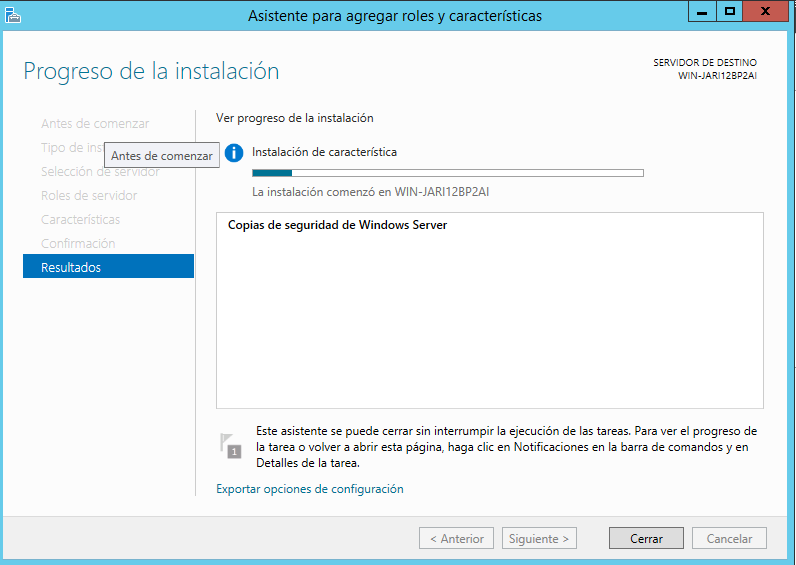 Asistente para agregar roles y características
Progreso de la instalación
SERVIDOR DE DESTINO
WIN-JARI12BP2AI
Antes de comenzar
Tipo de ins
Antes de comenzar
Selección de servidor
Roles de servidor
Características
Confirmación
Resultados
Ver progreso de la instalación
Instalación de característica
La instalación comenzó en WIN-JARI12BP2AI
Copias de seguridad de Windows Server
1
Este asistente se puede cerrar sin interrumpir la ejecución de las tareas. Para ver el progreso de
la tarea o volver a abrir esta página, haga clic en Notificaciones en la barra de comandos y en
Detalles de la tarea.
Exportar opciones de configuración
< Anterior
Siguiente >
Cerrar
Cancelar